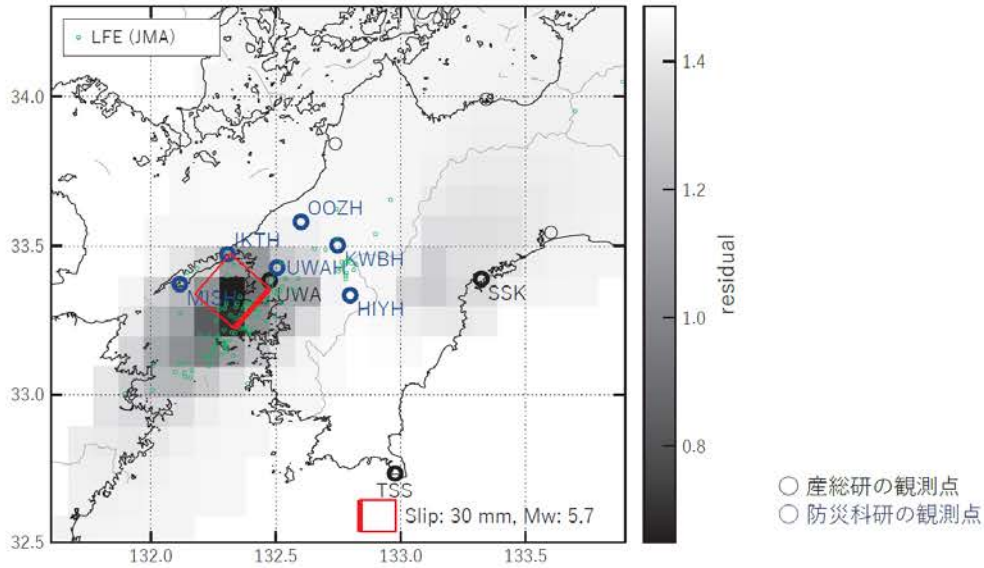 LFE (JMA)
34.0
33.5
33.0
32.5
132.0
132.5
133.0
133.5
OOZH
IKTH
KWBH
UWAH
UWA
MISH
HIYH
SSK
TSS
Slip: 30 mm, Mw: 5.7
1.4
1.2
1.0
0.8
residual
産総研の観測点
防災科研の観測点